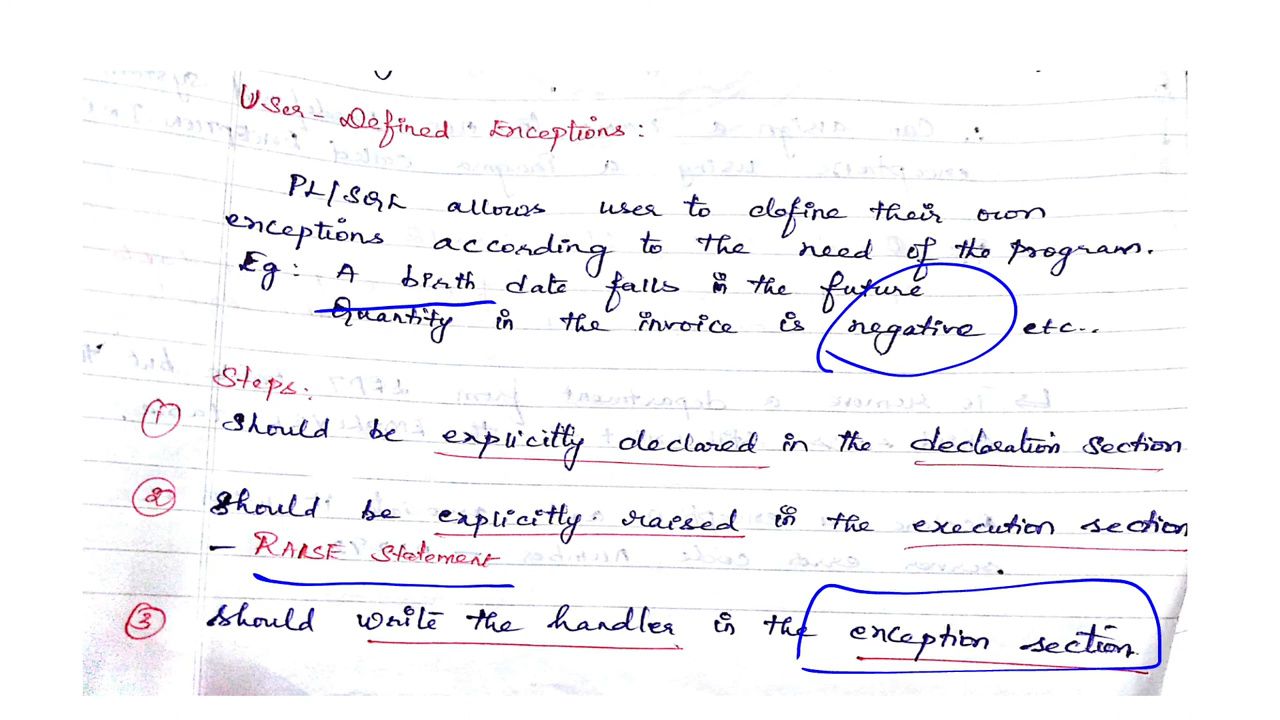 User-Defined Exceptions:
PL/SQL allows user to define their own
exceptions according to the need of the program.
Eg: A birth date falls in the future
Quantity in the invoice is negative etc..
Steps:
① Should be explicitly declared in the declaration section
② Should be explicitly raised in the execution section
- RAISE Statement
③ Should write the handler in the exception section.